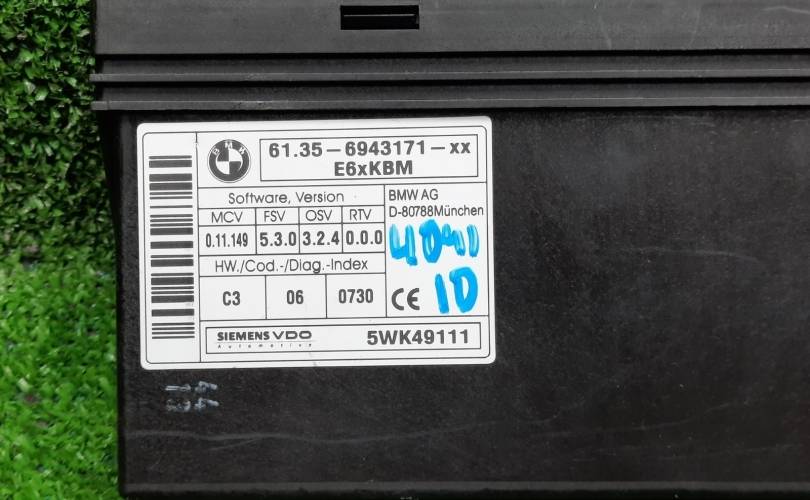 BMW
61.35-6943171-xx
E6xKBM
Software, Version
MCV FSV OSV RTV
0.11.149 5.3.0 3.2.4 0.0.0
BMW AG
D-80788München
HW./Cod.-/Diag.-Index
C3 06 0730
CE
10
SIEMENS VDO
Automotive
5WK49111